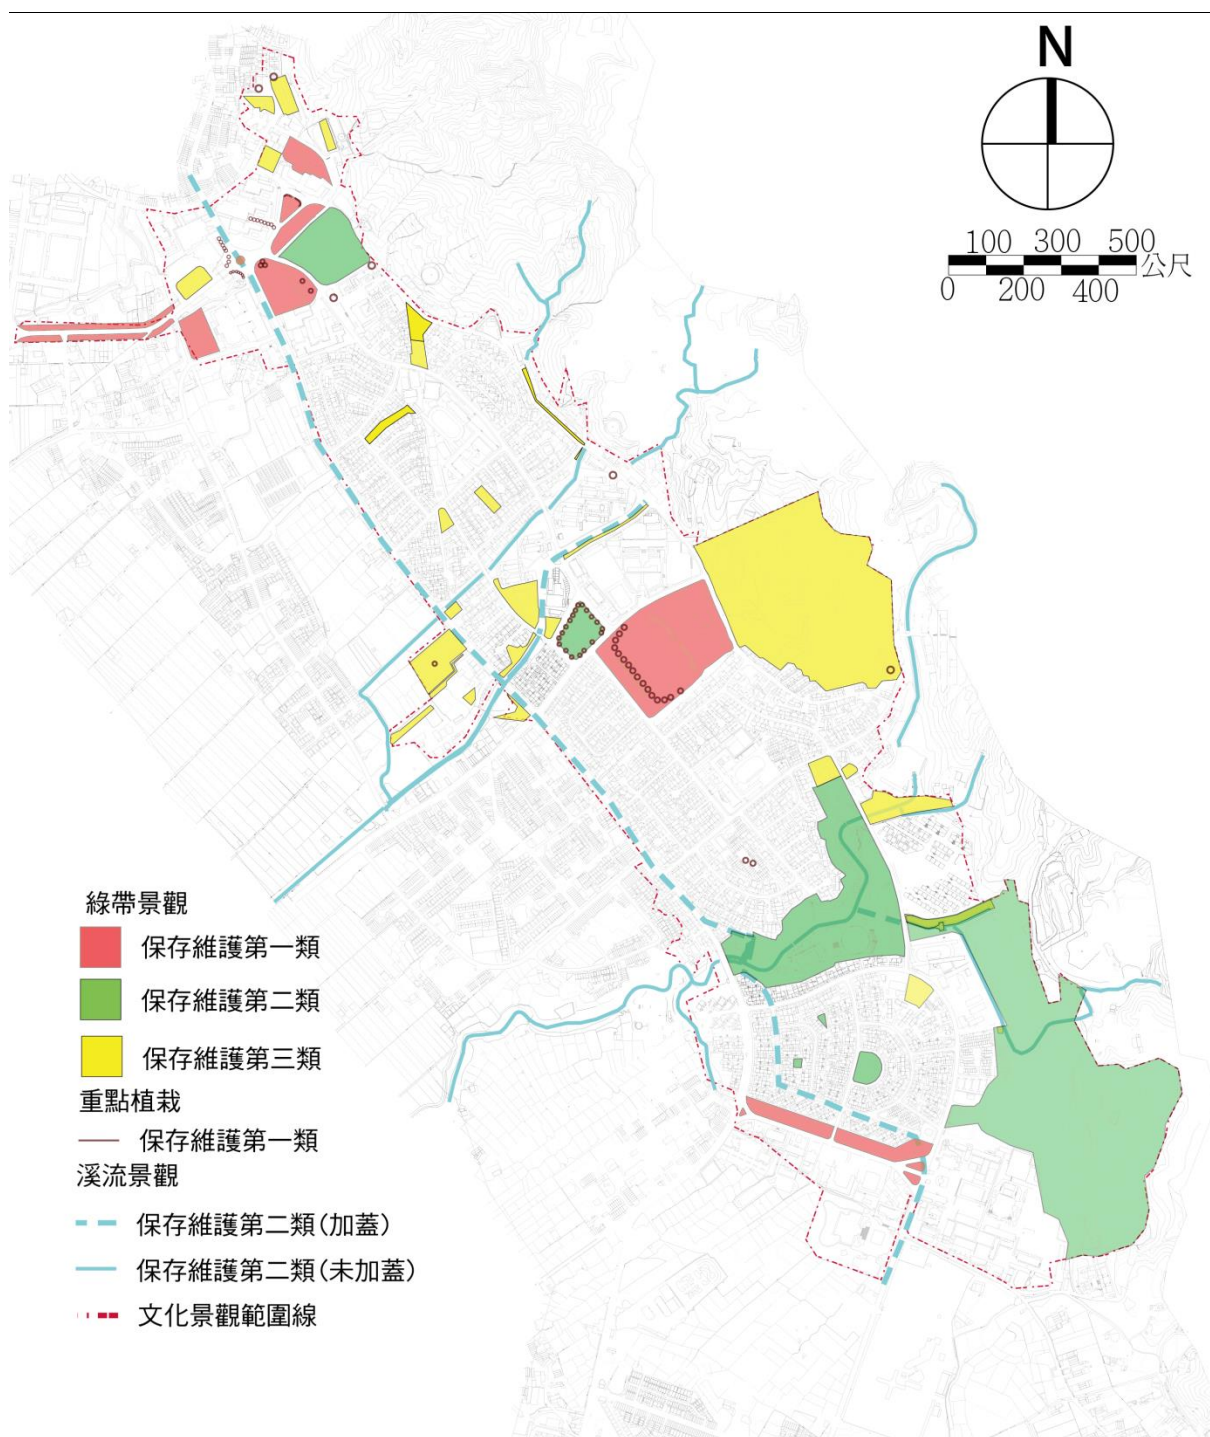 N
100 300 500
公尺
0 200 400
綠帶景觀
保存維護第一類
保存維護第二類
保存維護第三類
重點植栽
保存維護第一類
溪流景觀
保存維護第二類(加蓋)
保存維護第二類(未加蓋)
文化景觀範圍線